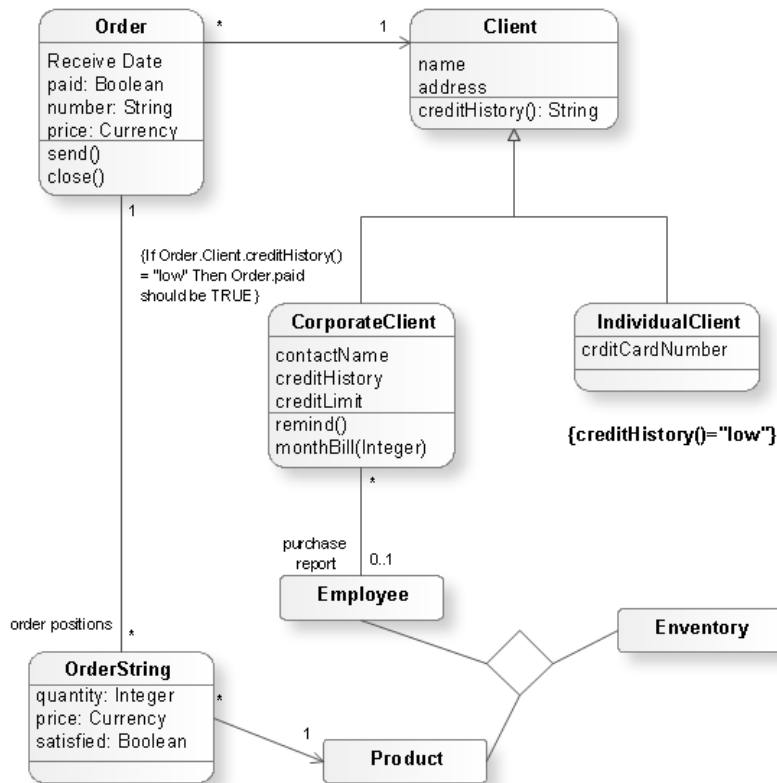 Order
Receive Date
paid: Boolean
number: String
price: Currency
send()
close()
*
1
Client
name
address
creditHistory(): String
1
{If Order.Client.creditHistory()
= "low" Then Order.paid
should be TRUE}
CorporateClient
contactName
creditHistory
creditLimit
remind()
monthBill(Integer)
IndividualClient
crditCardNumber
{creditHistory()="low"}
*
purchase
report
0..1
Employee
Enventory
order positions
*
OrderString
quantity: Integer
price: Currency
satisfied: Boolean
*
1
Product